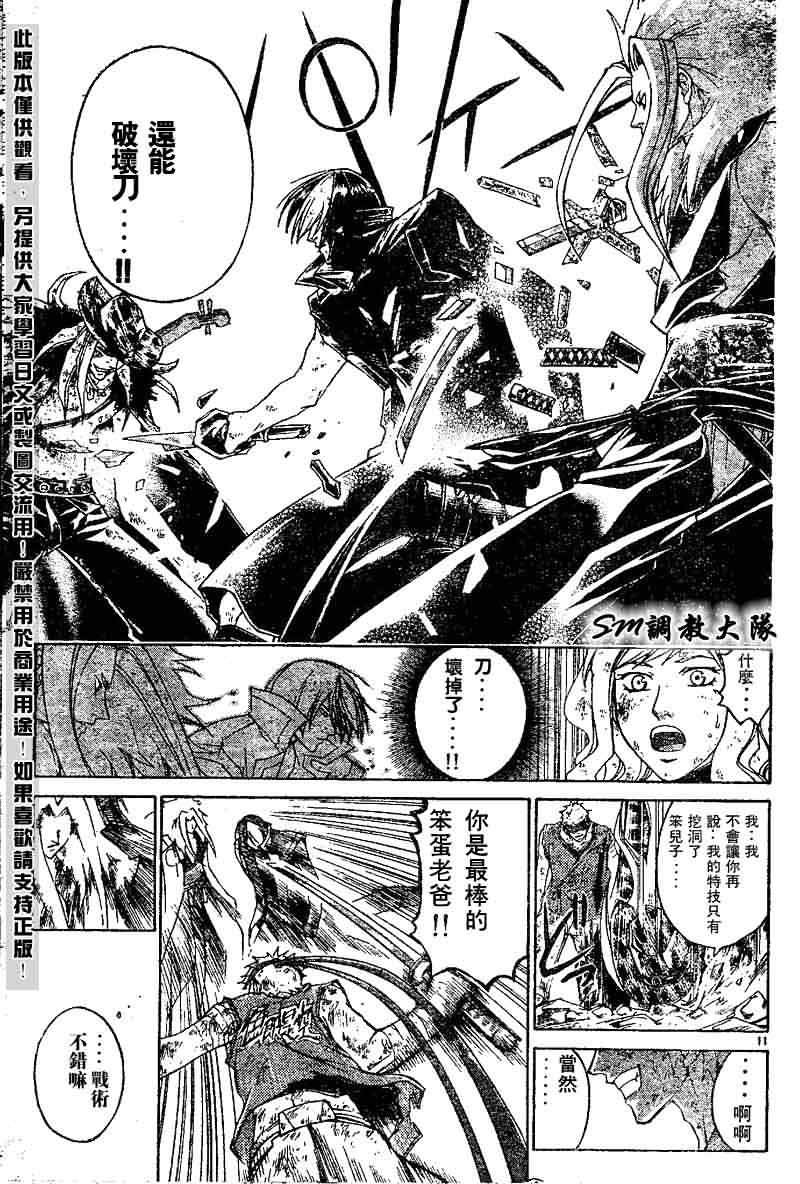 還能
破壞刀‥‥!!
什麼‥‥
刀‥‥
壞掉了‥‥!!
我‥我
不會讓你再
說‥我的特技只有
挖洞了
笨兒子‥‥
你是最棒的
笨蛋老爸!!
11
‥‥啊啊
當然
‥‥戰術
不錯嘛
SM調教大隊
此版本僅供觀看，另提供大家學習日文或製圖交流用！嚴禁用於商業用途！如果喜歡請支持正版！